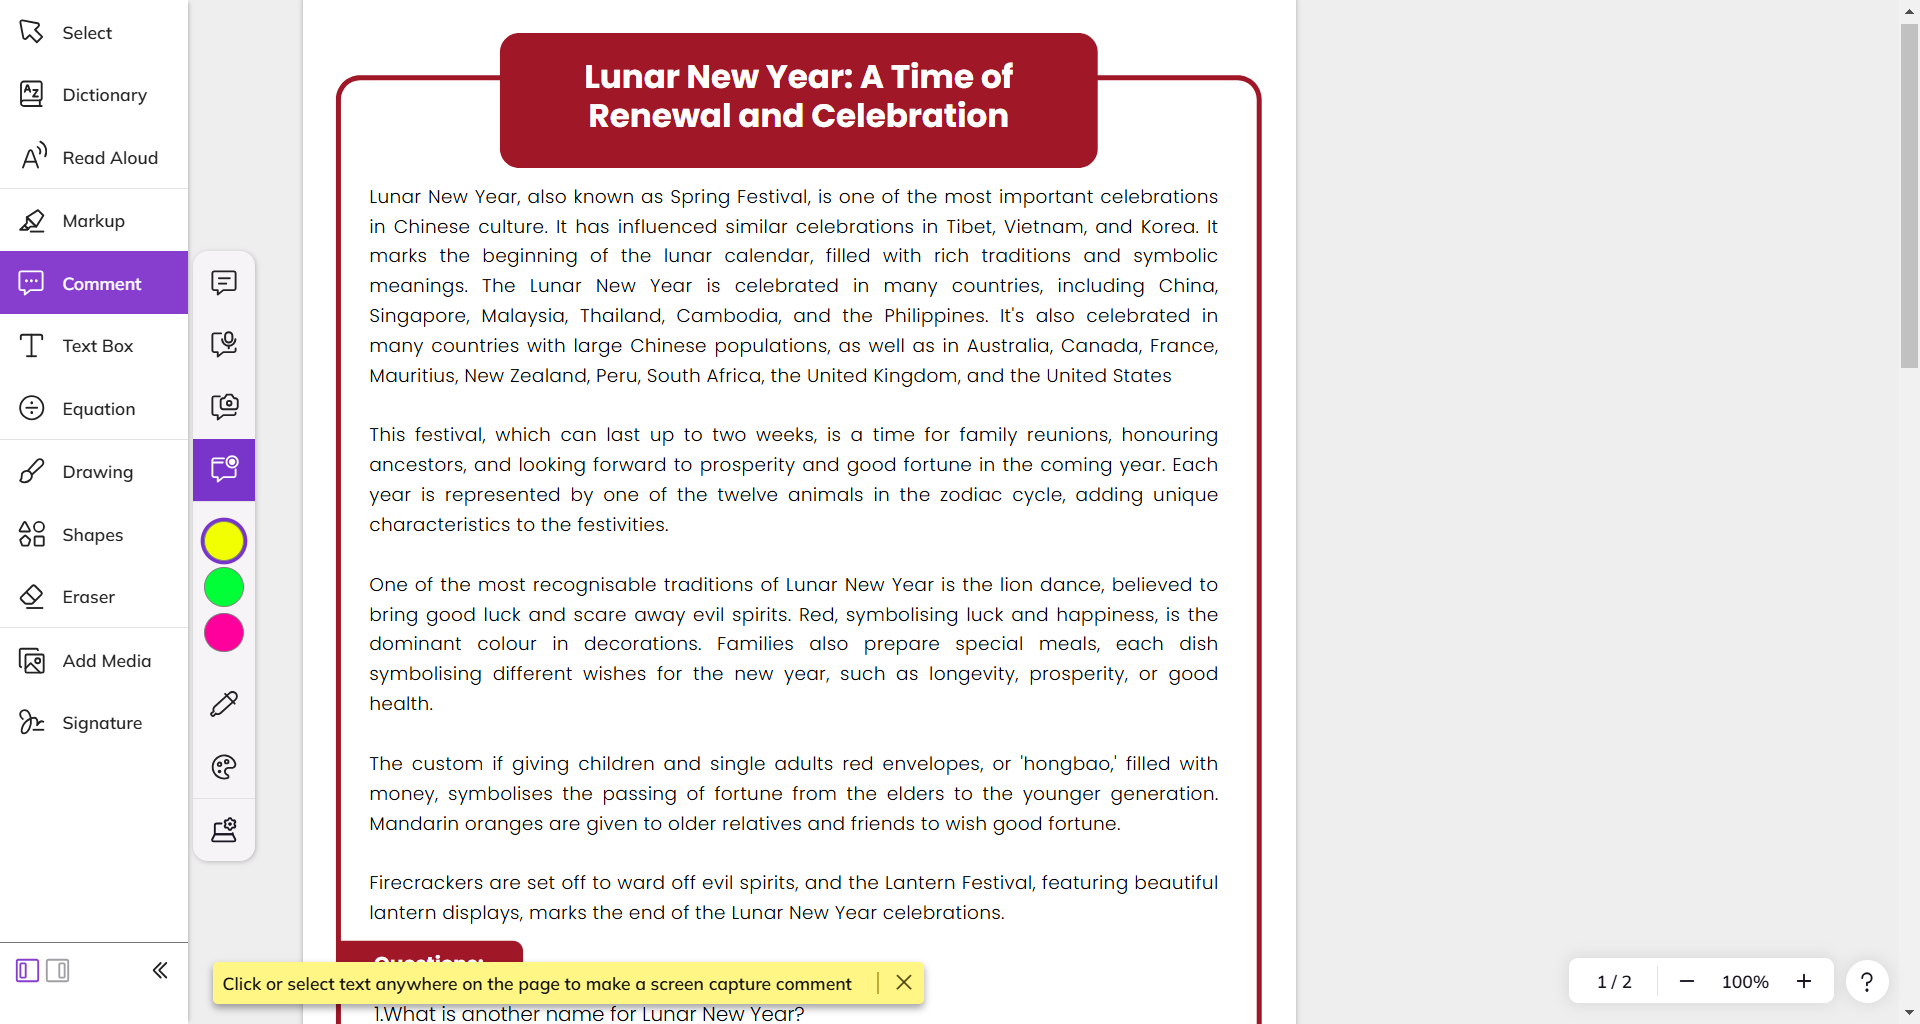 Select
Dictionary
Read Aloud
Markup
Comment
Text Box
Equation
Drawing
Shapes
Eraser
Add Media
Signature
Lunar New Year: A Time of
Renewal and Celebration
Lunar New Year, also known as Spring Festival, is one of the most important celebrations
in Chinese culture. It has influenced similar celebrations in Tibet, Vietnam, and Korea. It
marks the beginning of the lunar calendar, filled with rich traditions and symbolic
meanings. The Lunar New Year is celebrated in many countries, including China,
Singapore, Malaysia, Thailand, Cambodia, and the Philippines. It's also celebrated in
many countries with large Chinese populations, as well as in Australia, Canada, France,
Mauritius, New Zealand, Peru, South Africa, the United Kingdom, and the United States
This festival, which can last up to two weeks, is a time for family reunions, honouring
ancestors, and looking forward to prosperity and good fortune in the coming year. Each
year is represented by one of the twelve animals in the zodiac cycle, adding unique
characteristics to the festivities.
One of the most recognisable traditions of Lunar New Year is the lion dance, believed to
bring good luck and scare away evil spirits. Red, symbolising luck and happiness, is the
dominant colour in decorations. Families also prepare special meals, each dish
symbolising different wishes for the new year, such as longevity, prosperity, or good
health.
The custom if giving children and single adults red envelopes, or 'hongbao,' filled with
money, symbolises the passing of fortune from the elders to the younger generation.
Mandarin oranges are given to older relatives and friends to wish good fortune.
Firecrackers are set off to ward off evil spirits, and the Lantern Festival, featuring beautiful
lantern displays, marks the end of the Lunar New Year celebrations.
Questions:
Click or select text anywhere on the page to make a screen capture comment
1.What is another name for Lunar New Year?
1 / 2
100%
?